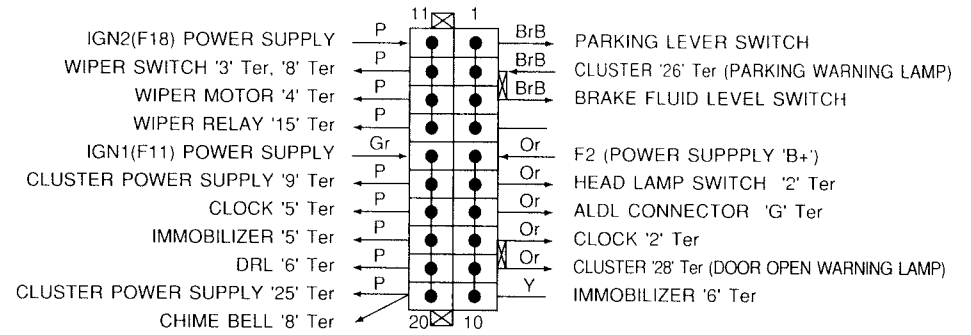 11 1
IGN2(F18) POWER SUPPLY P BrB PARKING LEVER SWITCH
WIPER SWITCH '3' Ter, '8' Ter P BrB CLUSTER '26' Ter (PARKING WARNING LAMP)
WIPER MOTOR '4' Ter P BrB BRAKE FLUID LEVEL SWITCH
WIPER RELAY '15' Ter P
IGN1(F11) POWER SUPPLY Gr Or F2 (POWER SUPPPLY 'B+')
CLUSTER POWER SUPPLY '9' Ter P Or HEAD LAMP SWITCH '2' Ter
CLOCK '5' Ter P Or ALDL CONNECTOR 'G' Ter
IMMOBILIZER '5' Ter P Or CLOCK '2' Ter
DRL '6' Ter P Or CLUSTER '28' Ter (DOOR OPEN WARNING LAMP)
CLUSTER POWER SUPPLY '25' Ter P Y IMMOBILIZER '6' Ter
CHIME BELL '8' Ter 20 10